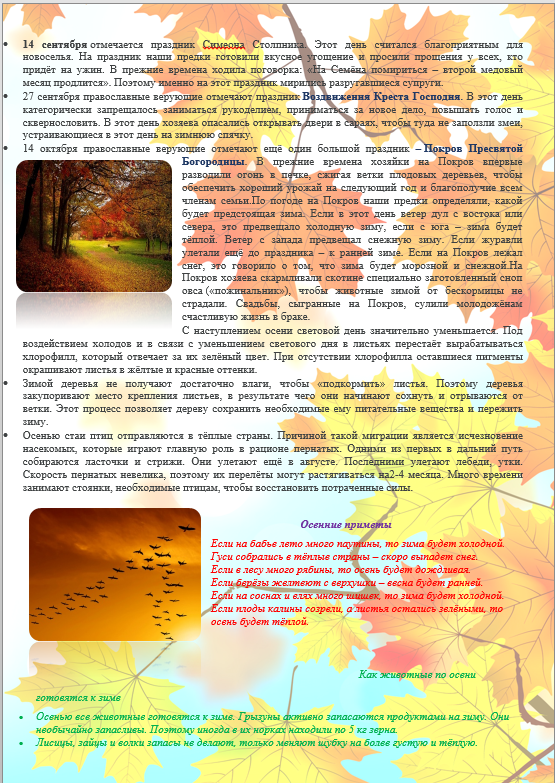 14 сентября отмечается праздник Симеона Столпника. Этот день считался благоприятным для
новоселья. На праздник наши предки готовили вкусное угощение и просили прощения у всех, кто
придёт на ужин. В прежние времена ходила поговорка: «На Семёна помириться – второй медовый
месяц продлится». Поэтому именно на этот праздник мирились разругавшиеся супруги.
27 сентября православные верующие отмечают праздник Воздвижения Креста Господня. В этот день
категорически запрещалось заниматься рукоделием, приниматься за новое дело, повышать голос и
сквернословить. В этот день хозяева опасались открывать двери в сараях, чтобы туда не заползли змеи,
устраивающиеся в этот день на зимнюю спячку.
14 октября православные верующие отмечают ещё один большой праздник – Покров Пресвятой
Богородицы. В прежние времена хозяйки на Покров впервые
разводили огонь в печке, сжигая ветки плодовых деревьев, чтобы
обеспечить хороший урожай на следующий год и благополучие всем
членам семьи.По погоде на Покров наши предки определяли, какой
будет предстоящая зима. Если в этот день ветер дул с востока или
севера, это предвещало холодную зиму, если с юга – зима будет
тёплой. Ветер с запада предвещал снежную зиму. Если журавли
улетали ещё до праздника – к ранней зиме. Если на Покров лежал
снег, это говорило о том, что зима будет морозной и снежной.На
Покров хозяева скармливали скотине специально заготовленный сноп
овса («пожинальник»), чтобы животные зимой от бескормицы не
страдали. Свадьбы, сыгранные на Покров, сулили молодожёнам
счастливую жизнь в браке.
С наступлением осени световой день значительно уменьшается. Под
воздействием холодов и в связи с уменьшением светового дня в листьях перестаёт вырабатываться
хлорофилл, который отвечает за их зелёный цвет. При отсутствии хлорофилла оставшиеся пигменты
окрашивают листья в жёлтые и красные оттенки.
Зимой деревья не получают достаточно влаги, чтобы «подкормить» листья. Поэтому деревья
закупоривают место крепления листьев, в результате чего они начинают сохнуть и отрываются от
ветки. Этот процесс позволяет дереву сохранить необходимые ему питательные вещества и пережить
зиму.
Осенью стаи птиц отправляются в тёплые страны. Причиной такой миграции является исчезновение
насекомых, которые играют главную роль в рационе пернатых. Одними из первых в дальний путь
собираются ласточки и стрижи. Они улетают ещё в августе. Последними улетают лебеди, утки.
Скорость пернатых невелика, поэтому их перелёты могут растягиваться на2-4 месяца. Много времени
занимают стоянки, необходимые птицам, чтобы восстановить потраченные силы.
Осенние приметы
Если на бабье лето много паутины, то зима будет холодной.
Гуси собрались в тёплые страны – скоро выпадет снег.
Если в лесу много рябины, то осень будет дождливая.
Если берёзы желтеют с верхушки – весна будет ранней.
Если на соснах и елях много шишек, то зима будет холодной.
Если плоды калины созрели, а листья остались зелёными, то
осень будет тёплой.
Как животные по осени
готовятся к зиме
Осенью все животные готовятся к зиме. Грызуны активно запасаются продуктами на зиму. Они
необычайно запасливы. Поэтому иногда в их норках находили по 5 кг зерна.
Лисицы, зайцы и волки запасы не делают, только меняют шубку на более густую и тёплую.